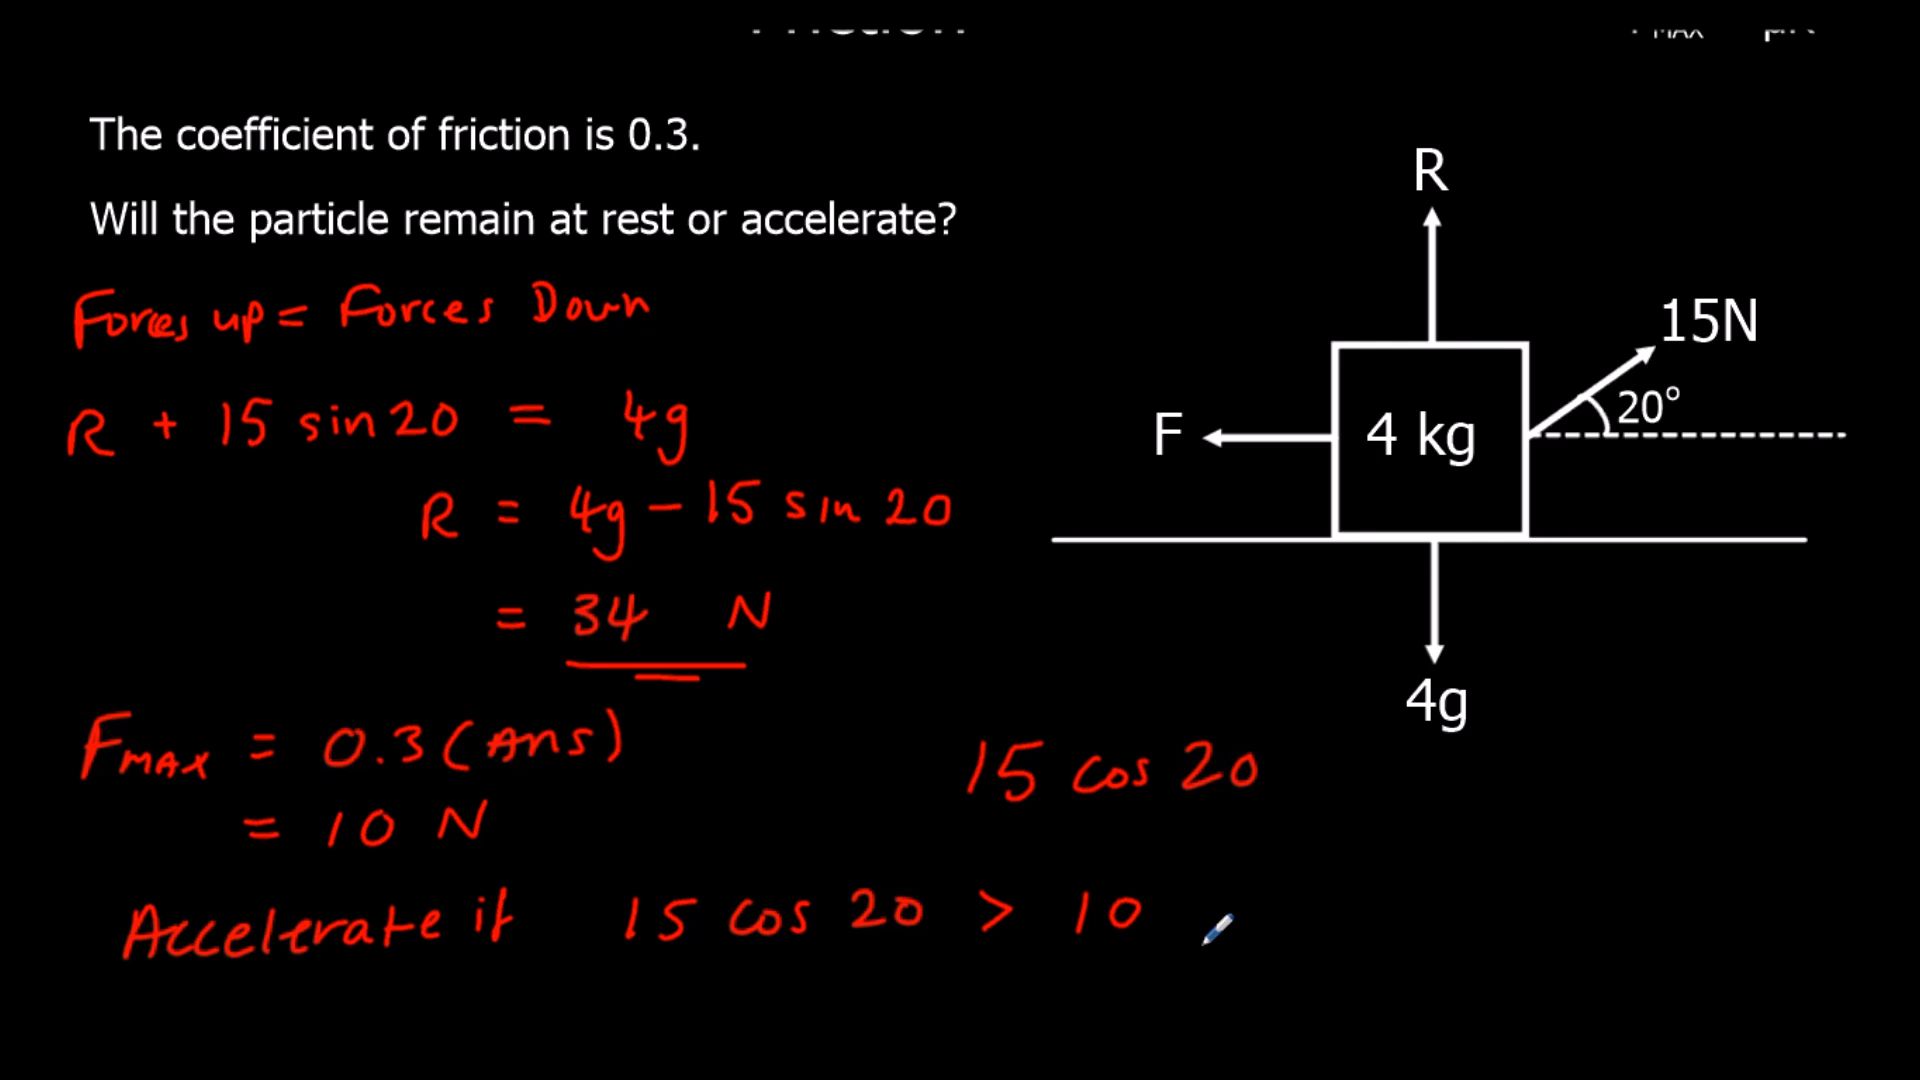 The coefficient of friction is 0.3.
Will the particle remain at rest or accelerate?
Forces up = Forces Down
R + 15 sin 20 = 4g
R = 4g - 15 sin 20
= 34 N
FMAX = 0.3 (Ans)
= 10 N
15 cos 20
Accelerate if 15 cos 20 > 10
R
15N
20°
F
4 kg
4g